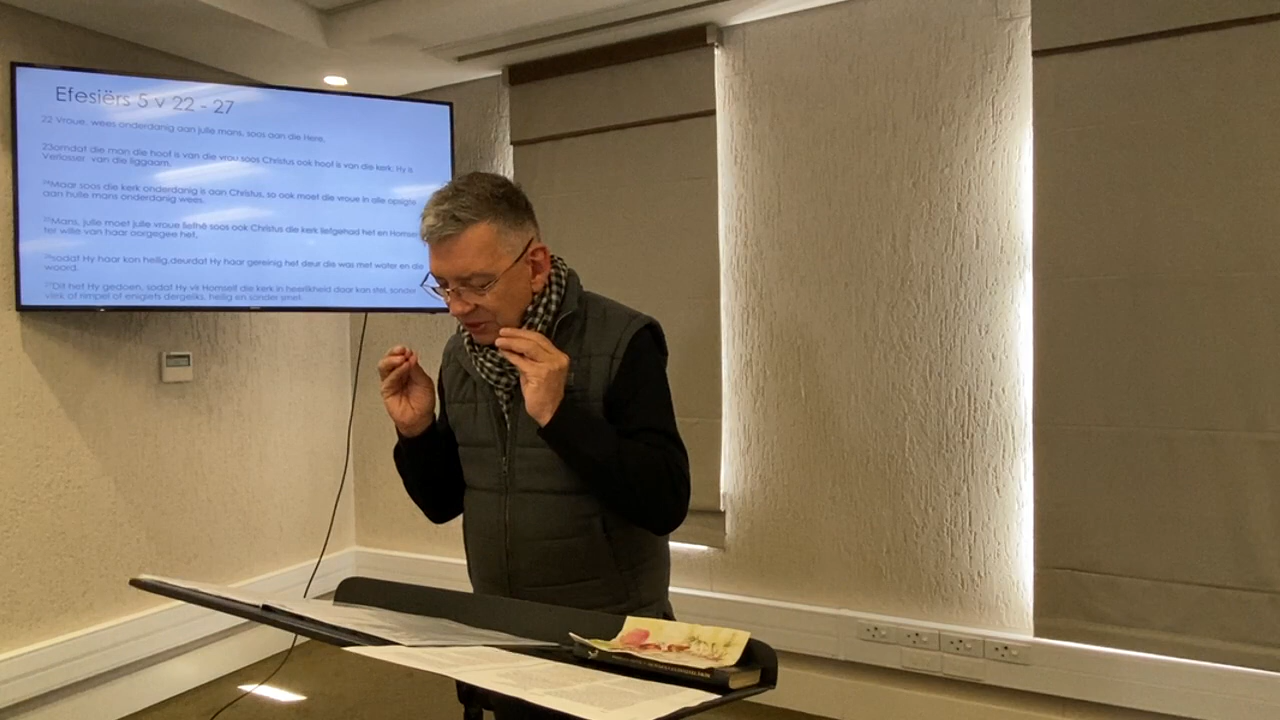 Efesiërs 5 v 22 - 27
22 Vroue, wees onderdanig aan julle mans, soos aan die Here,
23omdat die man die hoof is van die vrou soos Christus ook hoof is van die kerk; Hy is
Verlosser van die liggaam.
24Maar soos die kerk onderdanig is aan Christus, so ook moet die vroue in alle opsigte
aan hulle mans onderdanig wees.
25Mans, julle moet julle vroue liefhê soos ook Christus die kerk liefgehad het en Homself
ter wille van haar oorgegee het,
26sodat Hy haar kon heilig,deurdat Hy haar gereinig het deur die was met water en die
woord.
27Dit het Hy gedoen, sodat Hy vir Homself die kerk in heerlikheid daar kan stel, sonder
vlek of rimpel of enigiets dergeliks, heilig en sonder smet.